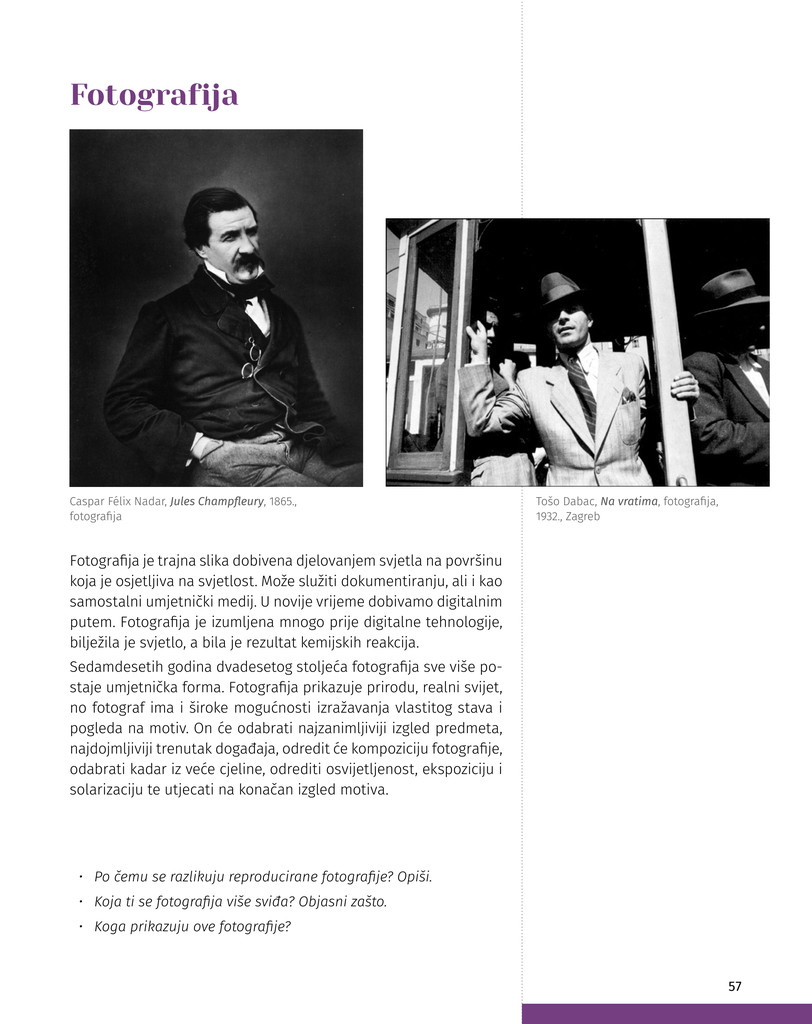 Fotografija
Caspar Félix Nadar, Jules Champfleury, 1865.,
fotografija
Tošo Dabac, Na vratima, fotografija,
1932., Zagreb
Fotografija je trajna slika dobivena djelovanjem svjetla na površinu
koja je osjetljiva na svjetlost. Može služiti dokumentiranju, ali i kao
samostalni umjetnički medij. U novije vrijeme dobivamo digitalnim
putem. Fotografija je izumljena mnogo prije digitalne tehnologije,
bilježila je svjetlo, a bila je rezultat kemijskih reakcija.
Sedamdesetih godina dvadesetog stoljeća fotografija sve više po-
staje umjetnička forma. Fotografija prikazuje prirodu, realni svijet,
no fotograf ima i široke mogućnosti izražavanja vlastitog stava i
pogleda na motiv. On će odabrati najzanimljiviji izgled predmeta,
najdojmljiviji trenutak događaja, odredit će kompoziciju fotografije,
odabrati kadar iz veće cjeline, odrediti osvijetljenost, ekspoziciju i
solarizaciju te utjecati na konačan izgled motiva.
• Po čemu se razlikuju reproducirane fotografije? Opiši.
• Koja ti se fotografija više sviđa? Objasni zašto.
• Koga prikazuju ove fotografije?
57